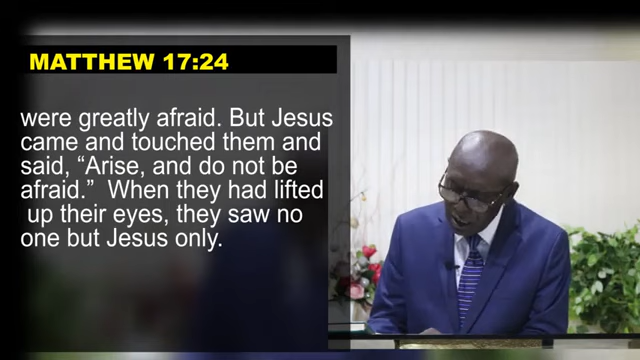 MATTHEW 17:24
were greatly afraid. But Jesus
came and touched them and
said, “Arise, and do not be
afraid.”  When they had lifted
up their eyes, they saw no
one but Jesus only.